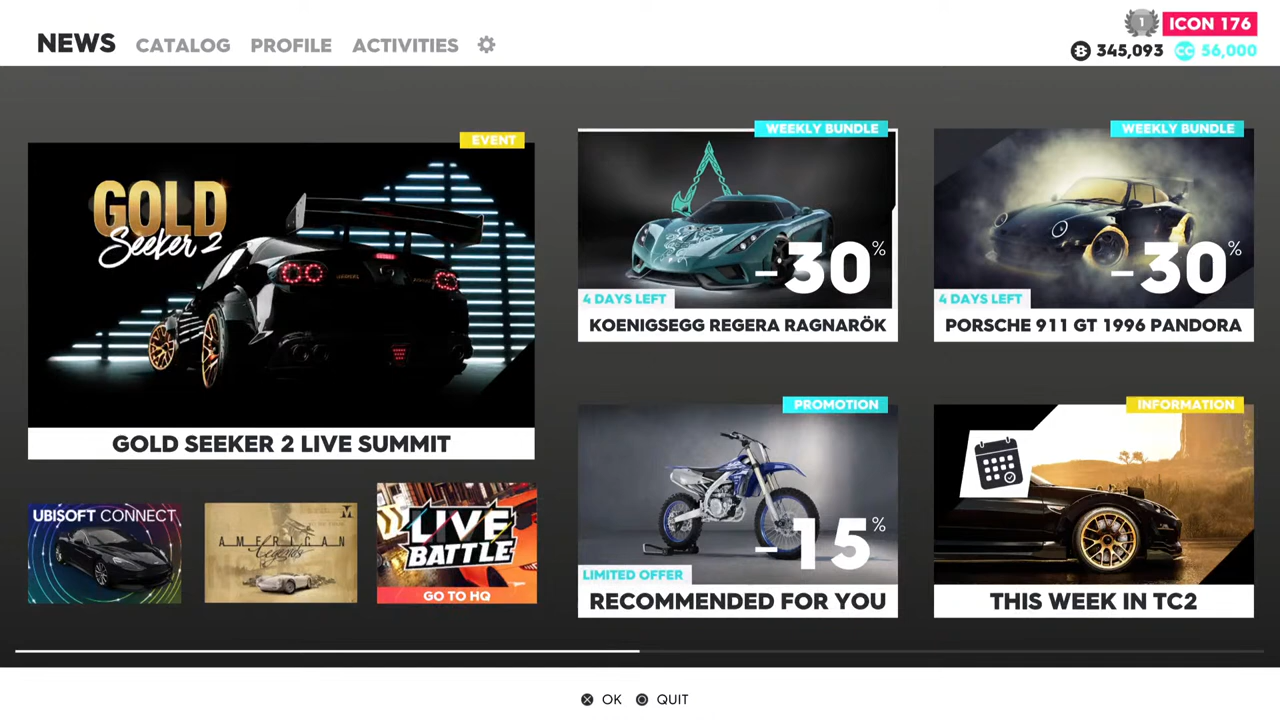 NEWS
CATALOG
PROFILE
ACTIVITIES
1
ICON 176
345,093
CC 56,000
EVENT
GOLD
Seeker 2
GOLD SEEKER 2 LIVE SUMMIT
WEEKLY BUNDLE
-30%
4 DAYS LEFT
KOENIGSEGG REGERA RAGNARÖK
WEEKLY BUNDLE
-30%
4 DAYS LEFT
PORSCHE 911 GT 1996 PANDORA
UBISOFT CONNECT
AMERICAN
Legends
LIVE
BATTLE
GO TO HQ
PROMOTION
-15%
LIMITED OFFER
RECOMMENDED FOR YOU
INFORMATION
THIS WEEK IN TC2
OK
QUIT